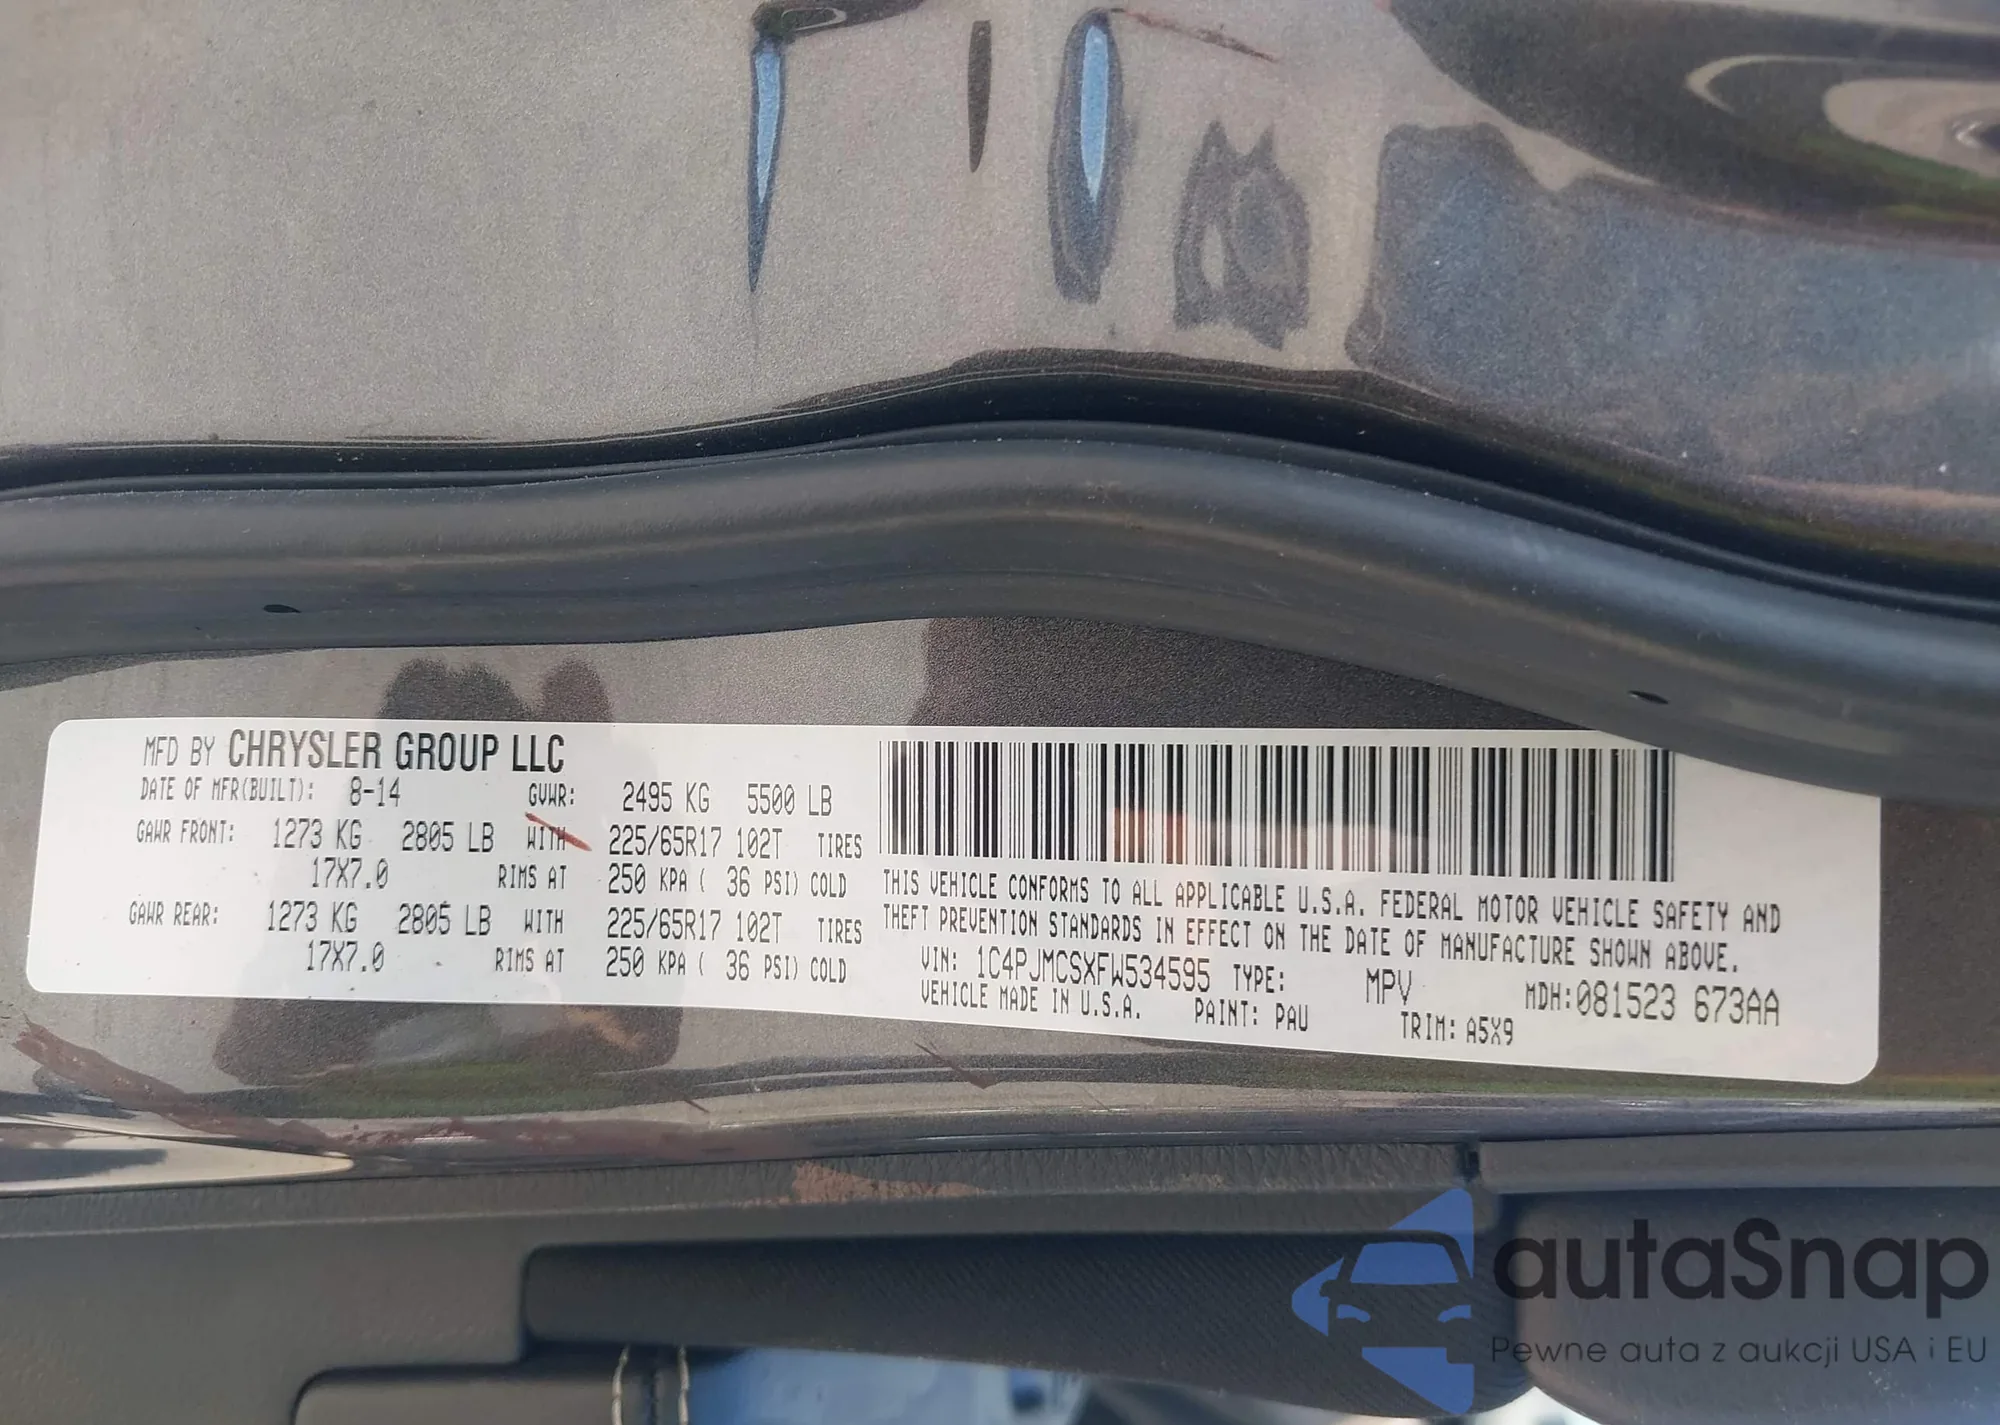 MFD BY CHRYSLER GROUP LLC
DATE OF MFR(BUILT): 8-14 GVWR: 2495 KG 5500 LB
GAWR FRONT: 1273 KG 2805 LB WITH 225/65R17 102T TIRES
17X7.0 RIMS AT 250 KPA ( 36 PSI) COLD
GAWR REAR: 1273 KG 2805 LB WITH 225/65R17 102T TIRES
17X7.0 RIMS AT 250 KPA ( 36 PSI) COLD
THIS VEHICLE CONFORMS TO ALL APPLICABLE U.S.A. FEDERAL MOTOR VEHICLE SAFETY AND
THEFT PREVENTION STANDARDS IN EFFECT ON THE DATE OF MANUFACTURE SHOWN ABOVE.
VIN: 1C4PJMCSXFW534595 TYPE: MPV MDH:081523 673AA
VEHICLE MADE IN U.S.A. PAINT: PAU TRIM: A5X9
autaSnap
Pewne auta z aukcji USA i EU